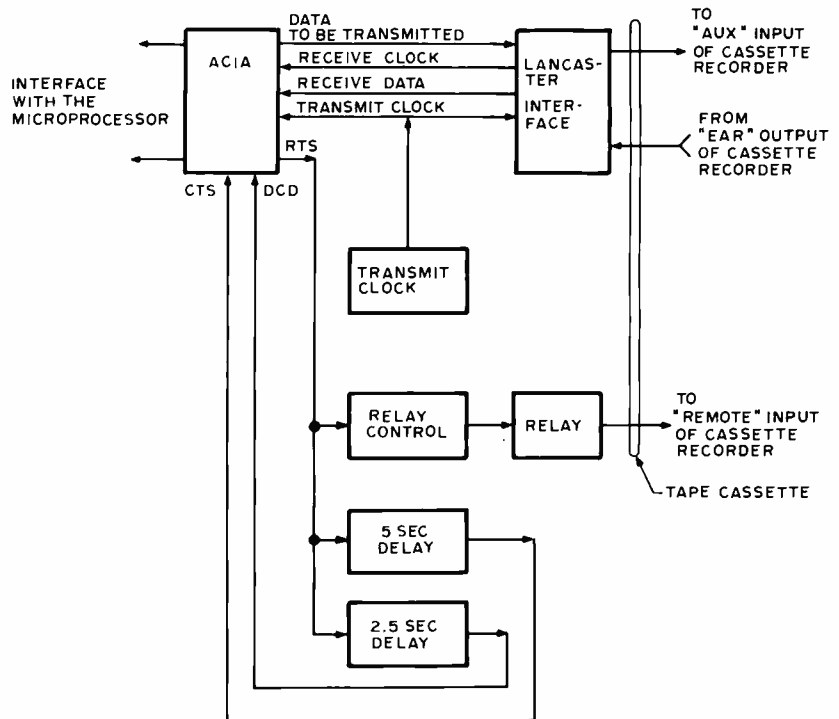 DATA
TO BE TRANSMITTED
RECEIVE CLOCK
RECEIVE DATA
TRANSMIT CLOCK
ACIA
INTERFACE
WITH THE
MICROPROCESSOR
RTS
CTS
DCD
LANCAS-
TER
INTER-
FACE
TO
"AUX" INPUT
OF CASSETTE
RECORDER
FROM
"EAR" OUTPUT
OF CASSETTE
RECORDER
TRANSMIT
CLOCK
RELAY
CONTROL
RELAY
TO
"REMOTE" INPUT
OF CASSETTE
RECORDER
TAPE CASSETTE
5 SEC
DELAY
2.5 SEC
DELAY